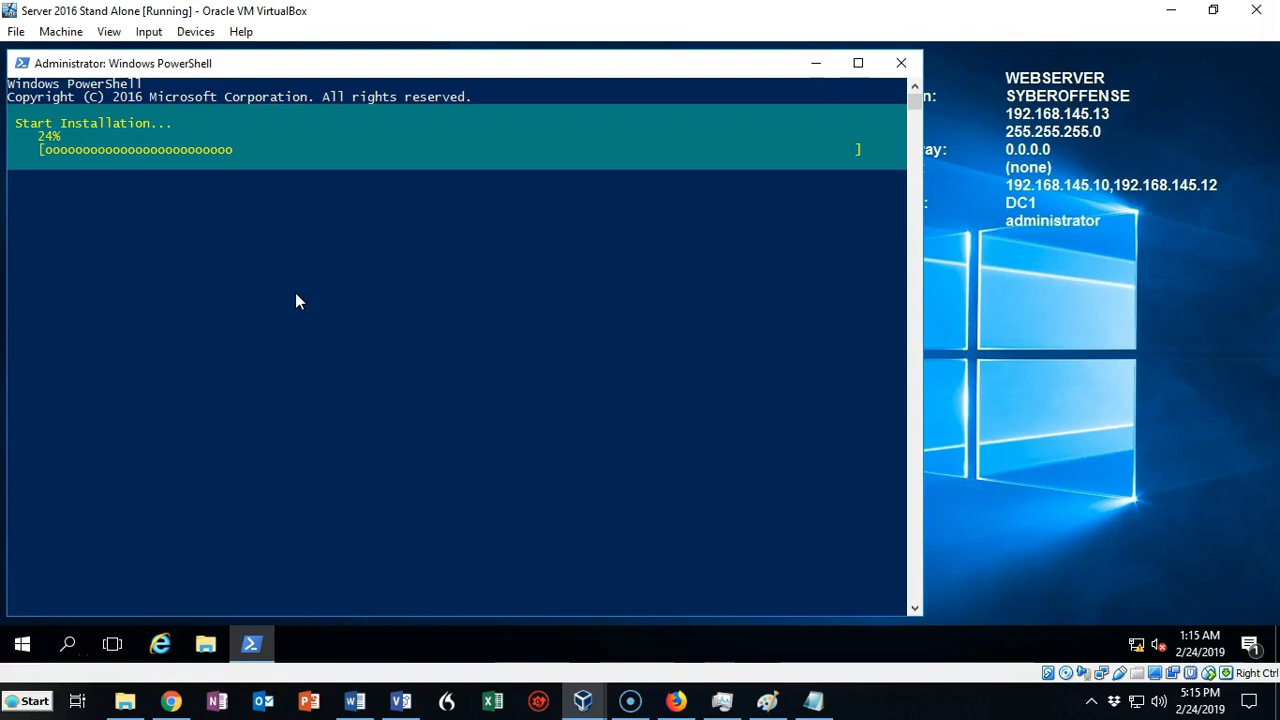 Server 2016 Stand Alone [Running] - Oracle VM VirtualBox
File Machine View Input Devices Help
Administrator: Windows PowerShell
Windows PowerShell
Copyright (C) 2016 Microsoft Corporation. All rights reserved.
Start Installation...
24%
[ooooooooooooooooooooooooo ]
WEBSERVER
n: SYBEROFFENSE
192.168.145.13
255.255.255.0
ay: 0.0.0.0
(none)
192.168.145.10,192.168.145.12
: DC1
administrator
1:15 AM
2/24/2019
1
Right Ctrl
Start
5:15 PM
2/24/2019